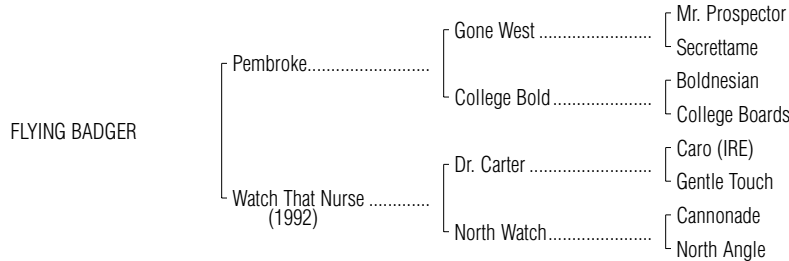 Mr. Prospector
Gone West ........................
Secrettame
Pembroke..........................
Boldnesian
College Bold .....................
College Boards
FLYING BADGER
Caro (IRE)
Dr. Carter ..........................
Gentle Touch
Watch That Nurse .............
(1992)
Cannonade
North Watch......................
North Angle